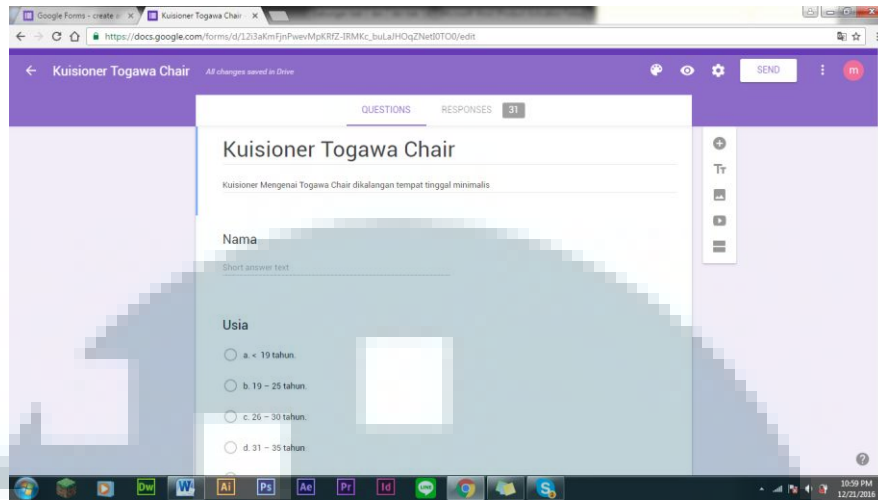 Google Forms - create a
Kuisioner Togawa Chair
https://docs.google.com/forms/d/12i3aKmFjnPwevMpKRfZ-IRMKc_buLaJHOqZNetI0TO0/edit
Kuisioner Togawa Chair All changes saved in Drive SEND m
QUESTIONS RESPONSES 31
Kuisioner Togawa Chair
Kuisioner Mengenai Togawa Chair dikalangan tempat tinggal minimalis
Nama
Short answer text
Usia
a. < 19 tahun.
b. 19 – 25 tahun.
c. 26 – 30 tahun.
d. 31 – 35 tahun
Dw W Ai Ps Ae Pr Id LINE S
10:59 PM
12/21/2016